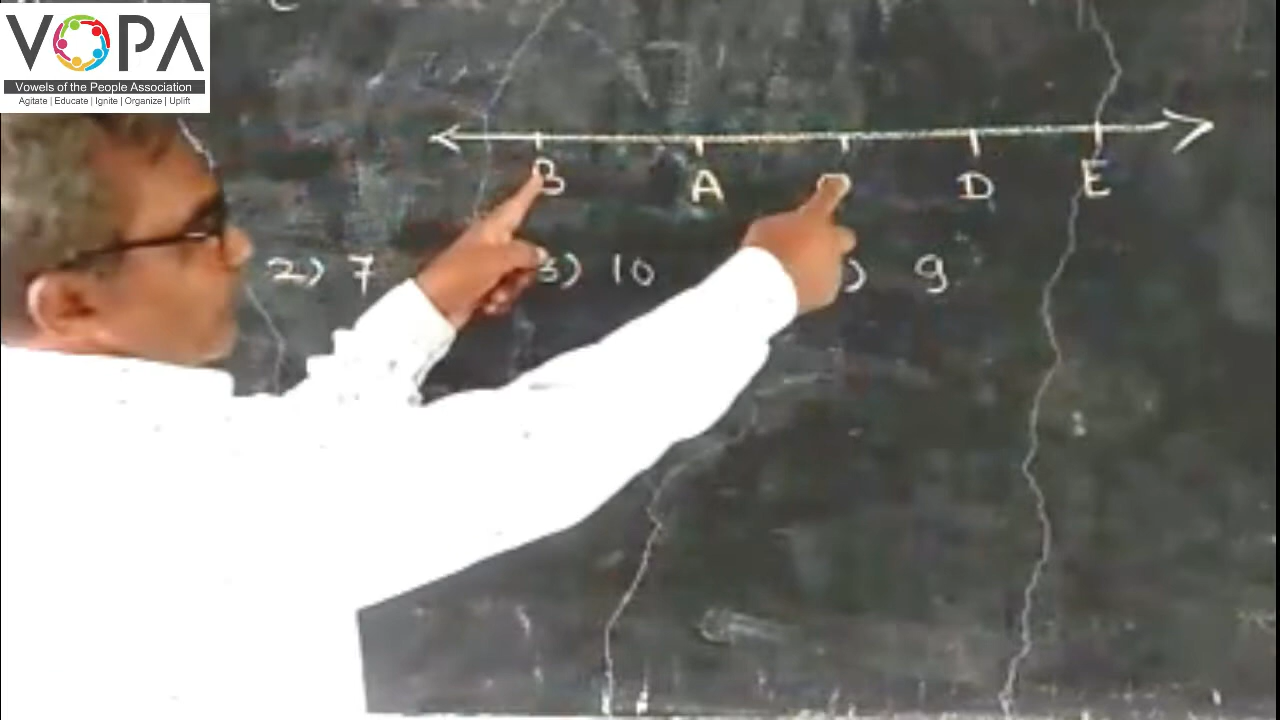 VOPA
Vowels of the People Association
Agitate | Educate | Ignite | Organize | Uplift
B A D E
2) 7 3) 10 ) 9